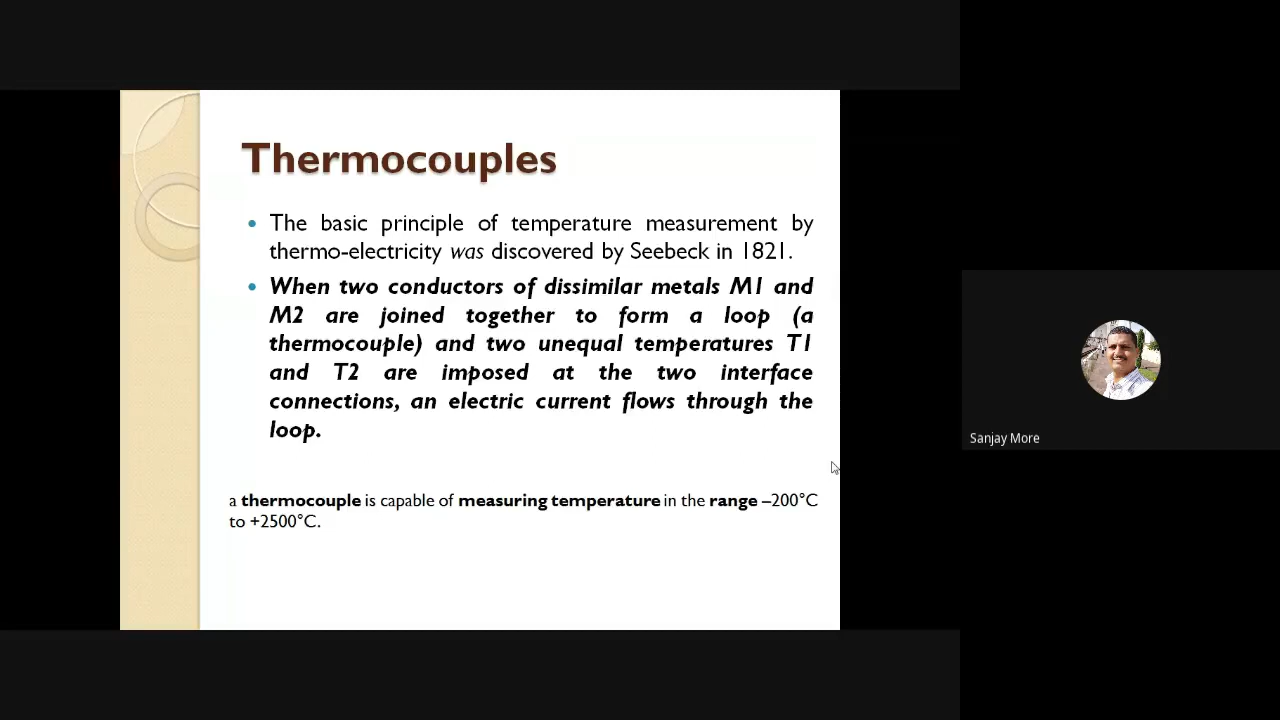 Thermocouples
• The basic principle of temperature measurement by
thermo-electricity was discovered by Seebeck in 1821.
• When two conductors of dissimilar metals M1 and
M2 are joined together to form a loop (a
thermocouple) and two unequal temperatures T1
and T2 are imposed at the two interface
connections, an electric current flows through the
loop.
a thermocouple is capable of measuring temperature in the range –200°C
to +2500°C.
Sanjay More